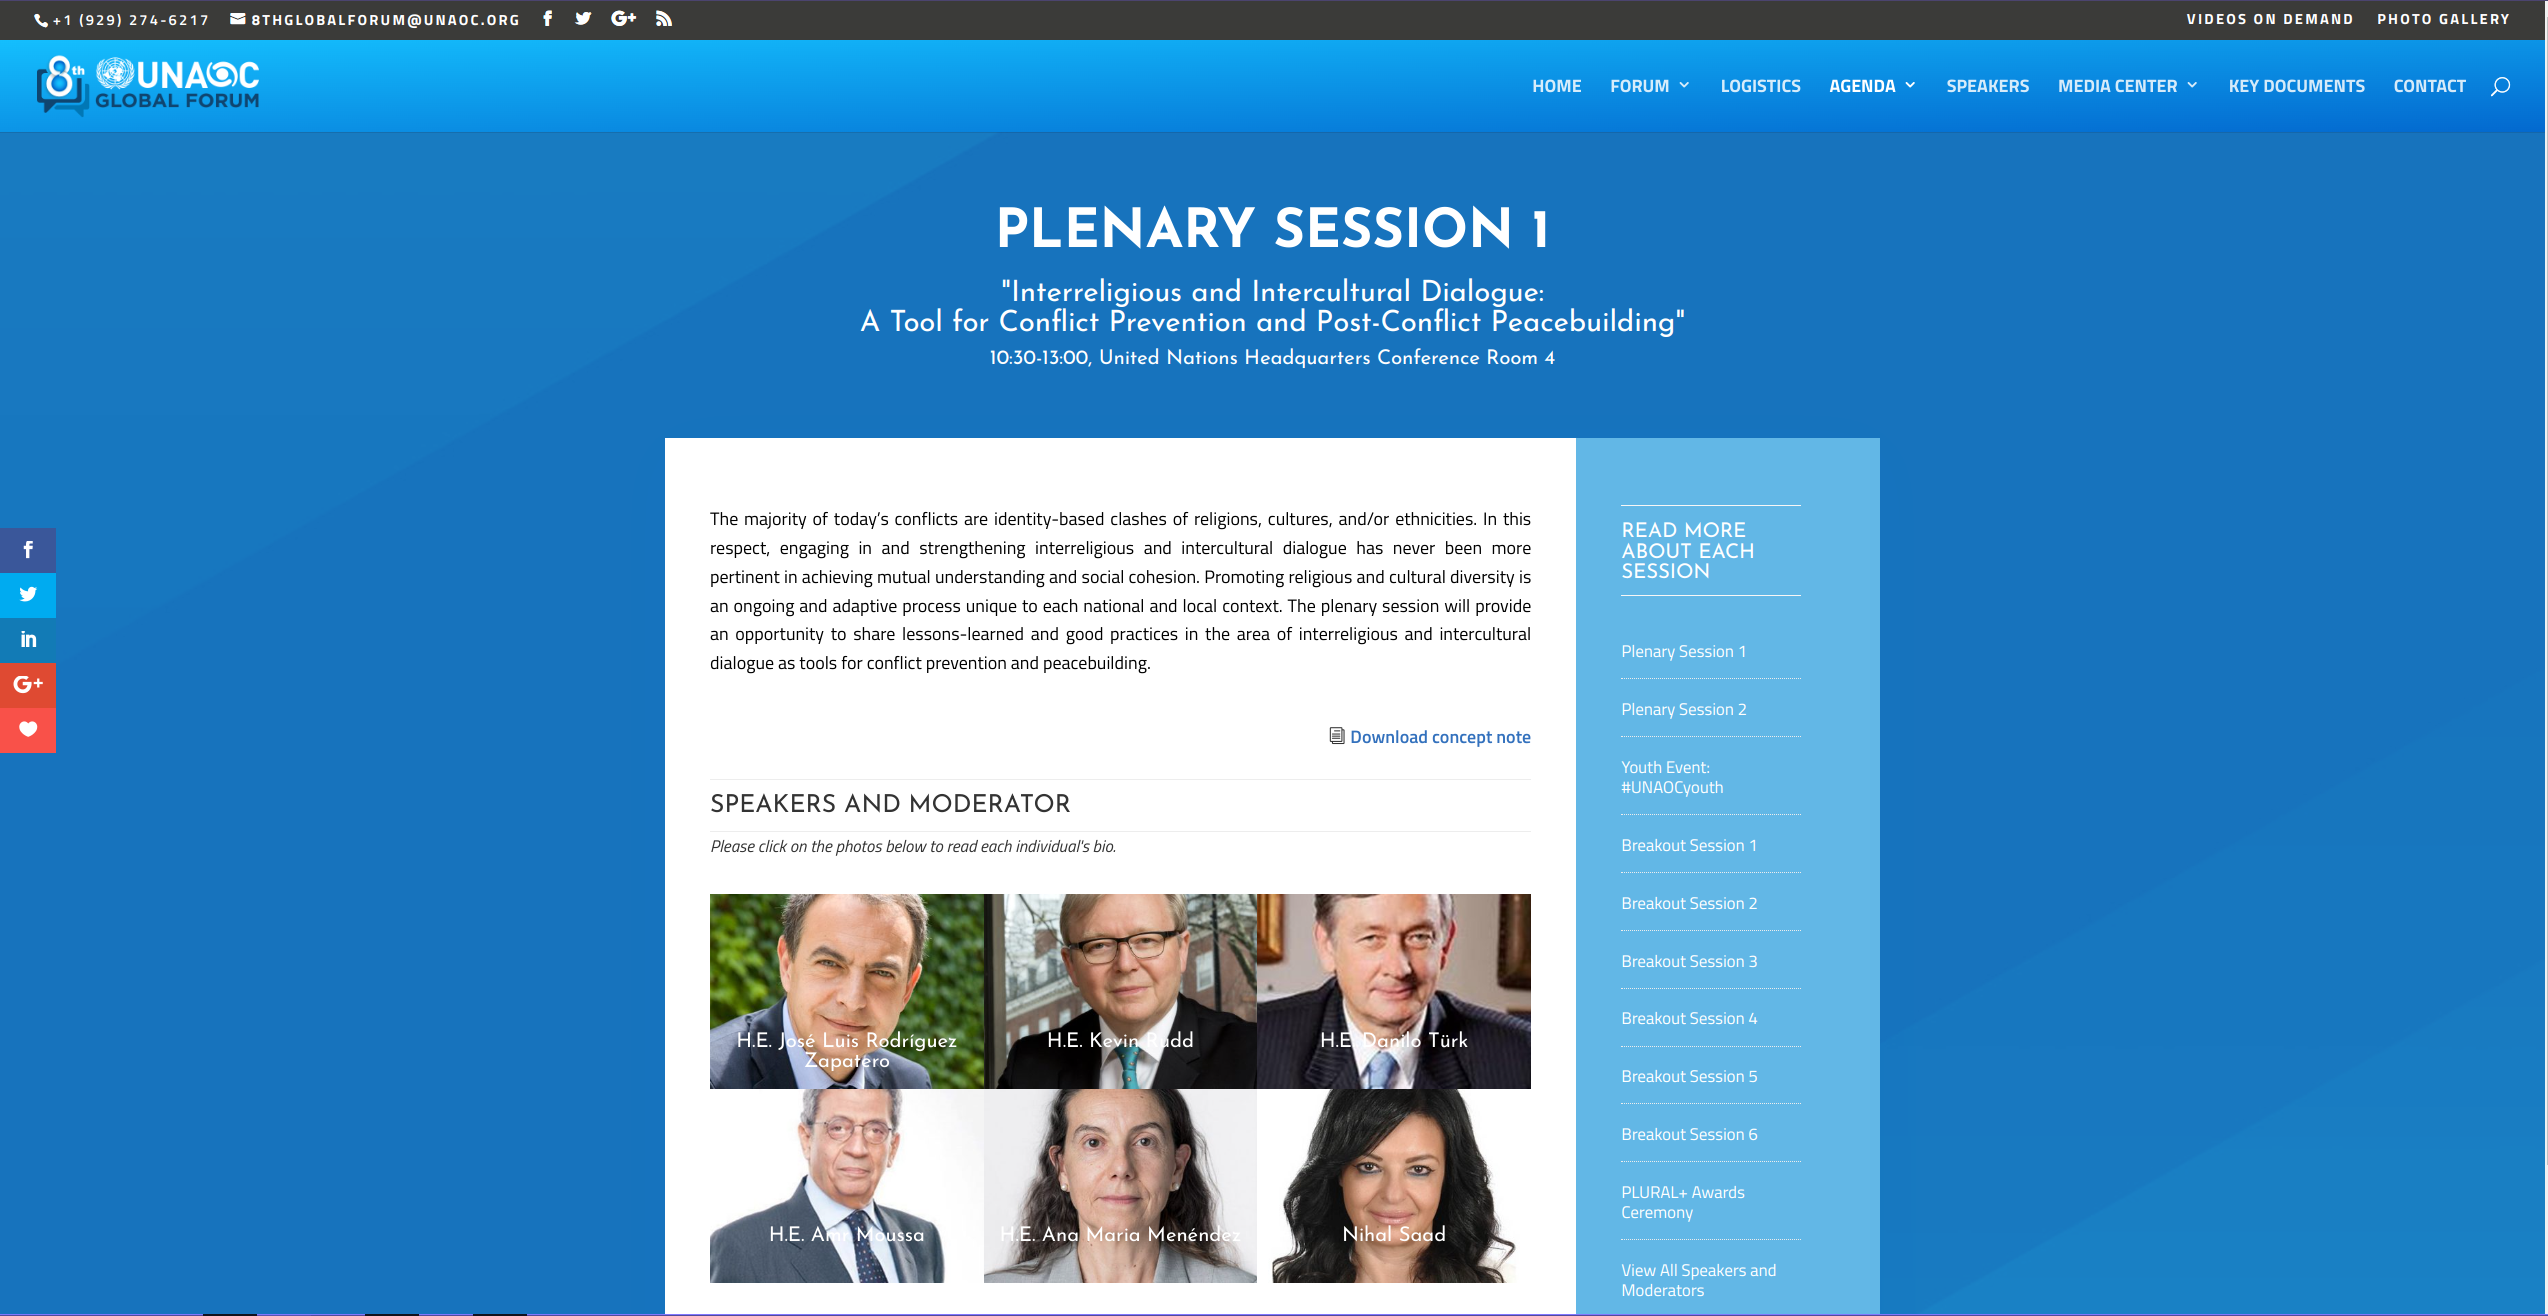 +1 (929) 274-6217 8THGLOBALFORUM@UNAOC.ORG
VIDEOS ON DEMAND PHOTO GALLERY
8th UNAOC
GLOBAL FORUM
HOME FORUM LOGISTICS AGENDA SPEAKERS MEDIA CENTER KEY DOCUMENTS CONTACT
PLENARY SESSION 1
"Interreligious and Intercultural Dialogue:
A Tool for Conflict Prevention and Post-Conflict Peacebuilding"
10:30-13:00, United Nations Headquarters Conference Room 4
The majority of today’s conflicts are identity-based clashes of religions, cultures, and/or ethnicities. In this
respect, engaging in and strengthening interreligious and intercultural dialogue has never been more
pertinent in achieving mutual understanding and social cohesion. Promoting religious and cultural diversity is
an ongoing and adaptive process unique to each national and local context. The plenary session will provide
an opportunity to share lessons-learned and good practices in the area of interreligious and intercultural
dialogue as tools for conflict prevention and peacebuilding.
Download concept note
SPEAKERS AND MODERATOR
Please click on the photos below to read each individual's bio.
H.E. José Luis Rodríguez
Zapatero
H.E. Kevin Rudd
H.E. Danilo Türk
H.E. Amr Moussa
H.E. Ana Maria Menéndez
Nihal Saad
READ MORE
ABOUT EACH
SESSION
Plenary Session 1
Plenary Session 2
Youth Event:
#UNAOCyouth
Breakout Session 1
Breakout Session 2
Breakout Session 3
Breakout Session 4
Breakout Session 5
Breakout Session 6
PLURAL+ Awards
Ceremony
View All Speakers and
Moderators